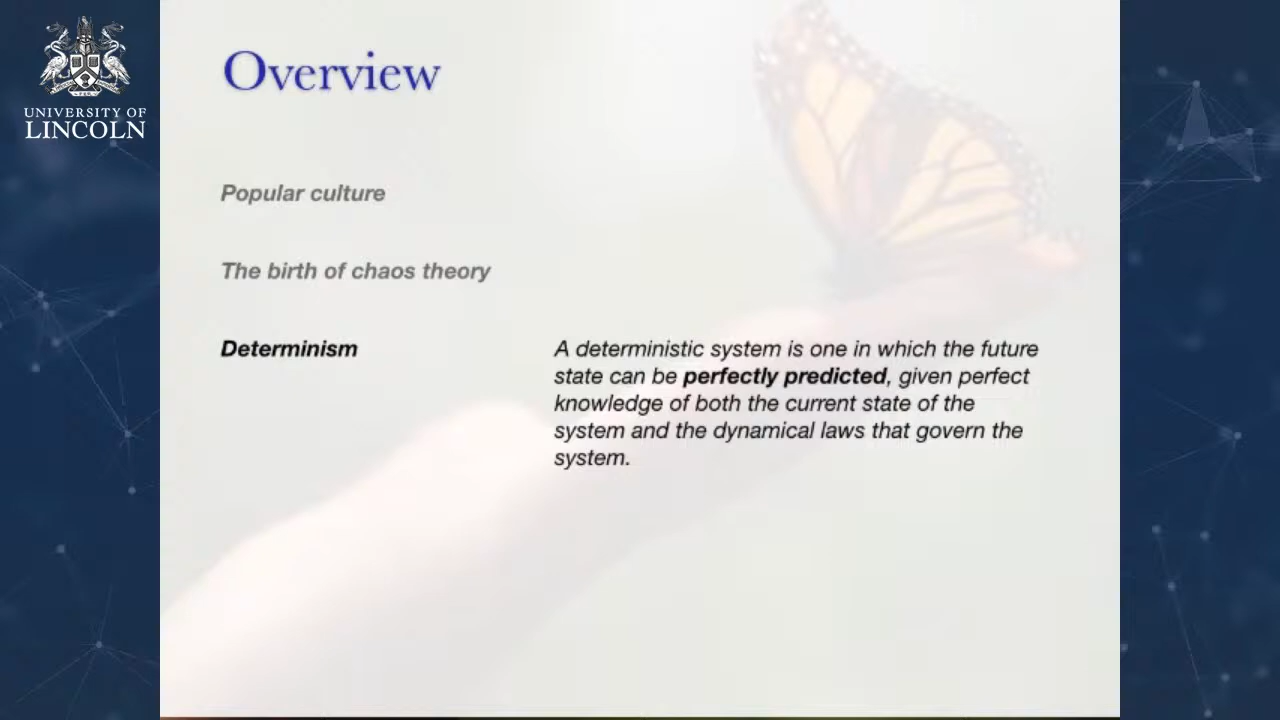 UNIVERSITY OF
LINCOLN
Overview
Popular culture
The birth of chaos theory
Determinism
A deterministic system is one in which the future
state can be perfectly predicted, given perfect
knowledge of both the current state of the
system and the dynamical laws that govern the
system.